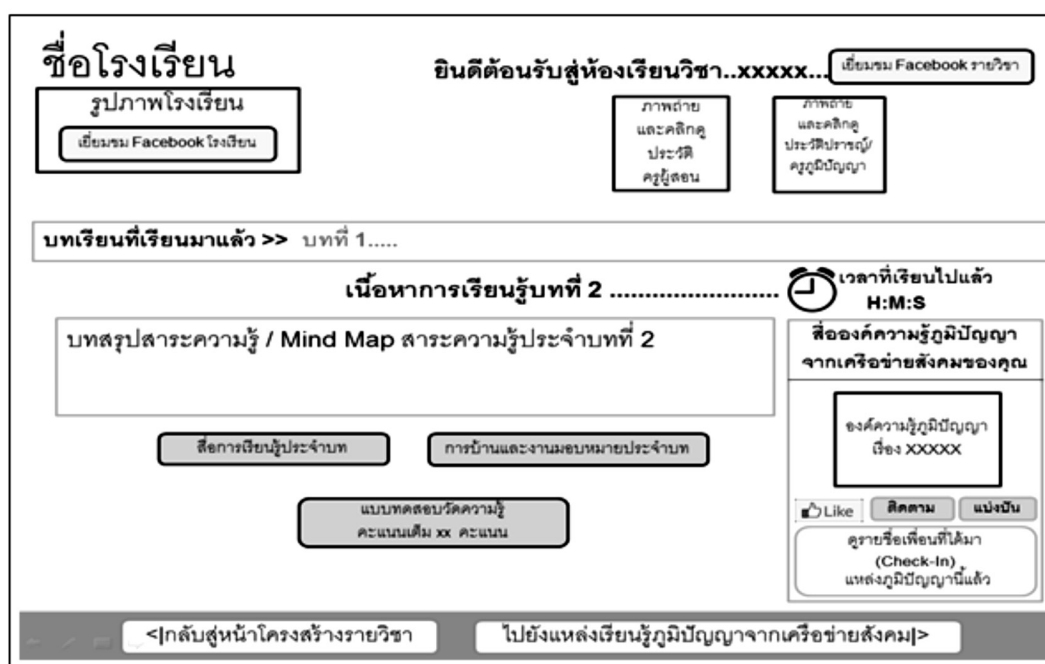 ชื่อโรงเรียน
ยินดีต้อนรับสู่ห้องเรียนวิชา..xxxxx...
เยี่ยมชม Facebook รายวิชา
รูปภาพโรงเรียน
เยี่ยมชม Facebook โรงเรียน
ภาพถ่าย
และคลิกดู
ประวัติ
ครูผู้สอน
ภาพถ่าย
และคลิกดู
ประวัติปราชญ์/
ครูภูมิปัญญา
บทเรียนที่เรียนมาแล้ว >> บทที่ 1.....
เนื้อหาการเรียนรู้บทที่ 2 ........................
เวลาที่เรียนไปแล้ว
H:M:S
บทสรุปสาระความรู้ / Mind Map สาระความรู้ประจำบทที่ 2
สื่อองค์ความรู้ภูมิปัญญา
จากเครือข่ายสังคมของคุณ
องค์ความรู้ภูมิปัญญา
เรื่อง XXXXX
สื่อการเรียนรู้ประจำบท
การบ้านและงานมอบหมายประจำบท
แบบทดสอบวัดความรู้
คะแนนเต็ม xx คะแนน
Like
ติดตาม
แบ่งปัน
ดูรายชื่อเพื่อนที่ได้มา
(Check-In)
แหล่งภูมิปัญญานี้แล้ว
<|กลับสู่หน้าโครงสร้างรายวิชา
ไปยังแหล่งเรียนรู้ภูมิปัญญาจากเครือข่ายสังคม|>